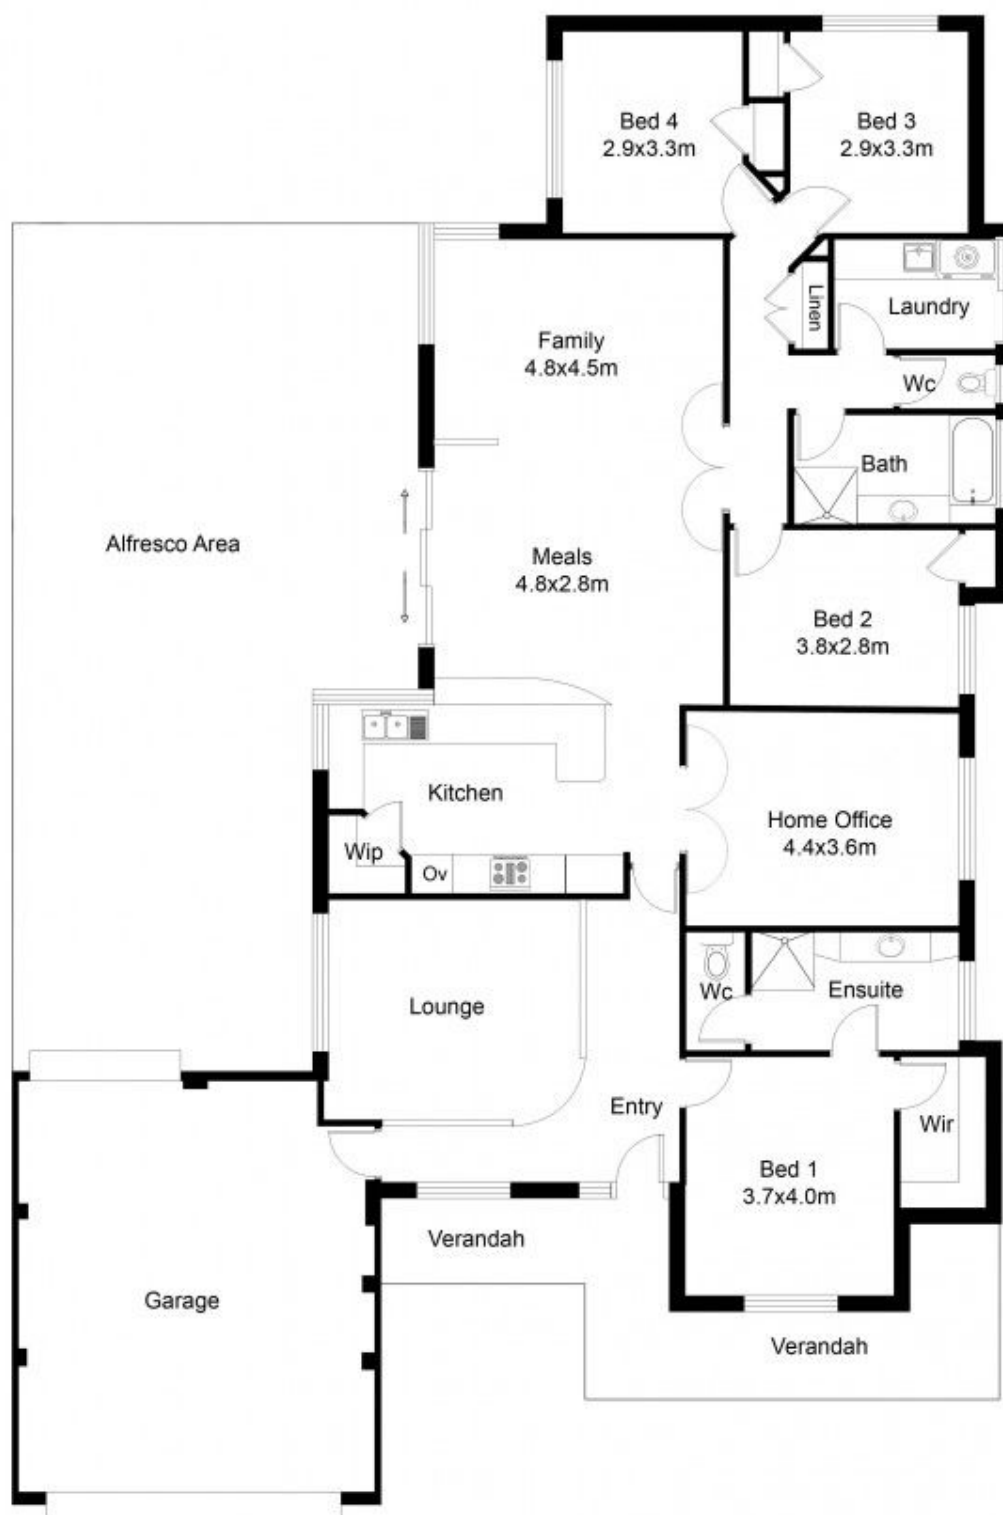 Bed 4
2.9x3.3m
Bed 3
2.9x3.3m
Linen
Laundry
Family
4.8x4.5m
Wc
Bath
Alfresco Area
Meals
4.8x2.8m
Bed 2
3.8x2.8m
Kitchen
Home Office
4.4x3.6m
Wip
Ov
Wc
Ensuite
Lounge
Entry
Wir
Bed 1
3.7x4.0m
Verandah
Garage
Verandah